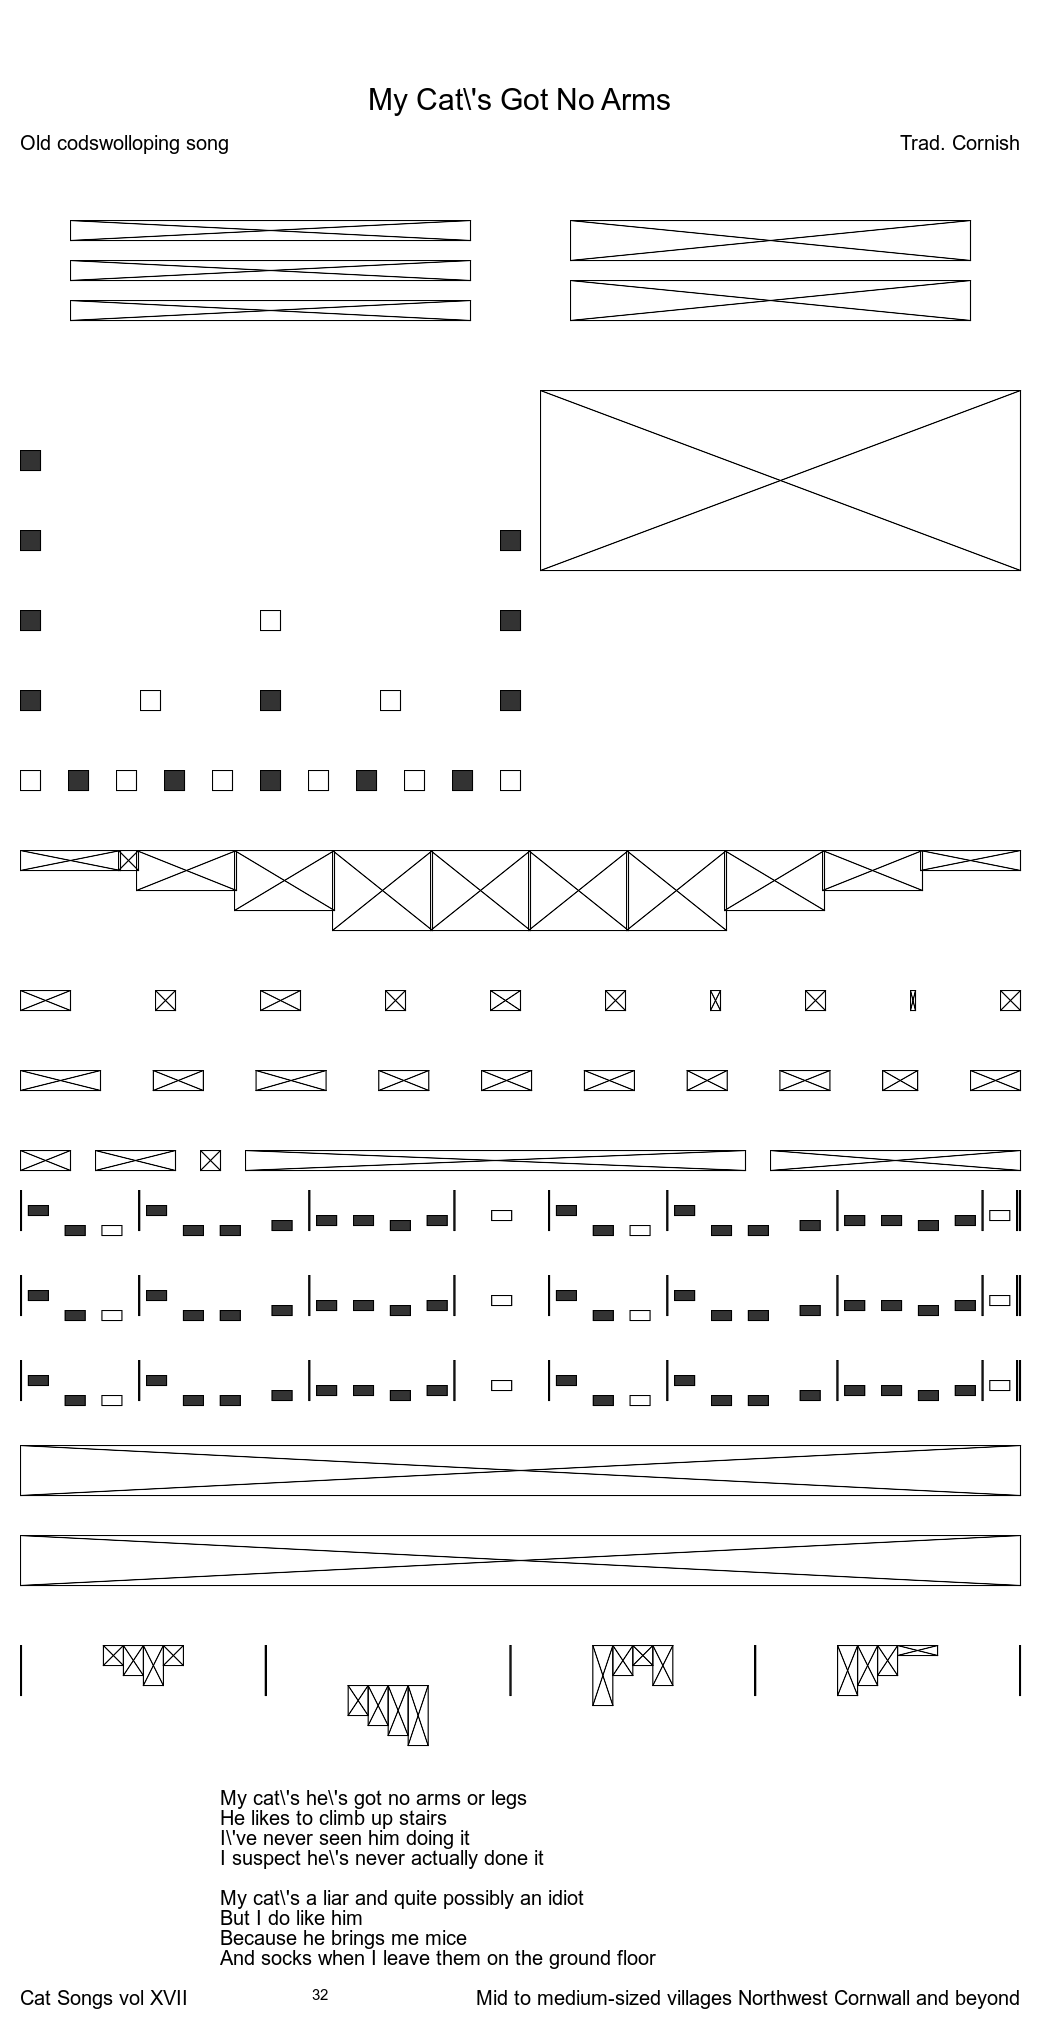 My Cat\'s Got No Arms
Old codswolloping song
Trad. Cornish
My cat\'s he\'s got no arms or legs
He likes to climb up stairs
I\'ve never seen him doing it
I suspect he\'s never actually done it
My cat\'s a liar and quite possibly an idiot
But I do like him
Because he brings me mice
And socks when I leave them on the ground floor
Cat Songs vol XVII
32
Mid to medium-sized villages Northwest Cornwall and beyond